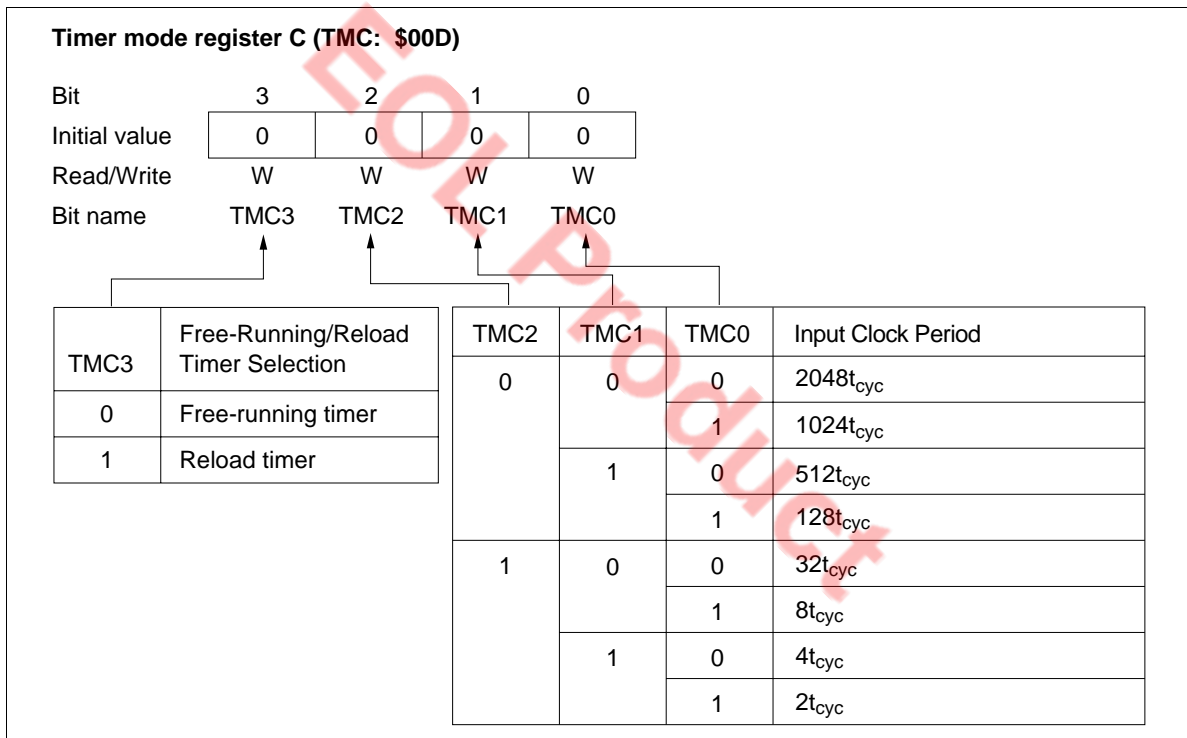 Timer mode register C (TMC: $00D)
Bit 3 2 1 0
Initial value 0 0 0 0
Read/Write W W W W
Bit name TMC3 TMC2 TMC1 TMC0
TMC3 Free-Running/Reload Timer Selection
0 Free-running timer
1 Reload timer
TMC2 TMC1 TMC0 Input Clock Period
0 0 0 2048tcyc
1 1024tcyc
1 0 512tcyc
1 128tcyc
1 0 0 32tcyc
1 8tcyc
1 0 4tcyc
1 2tcyc
EOL Product